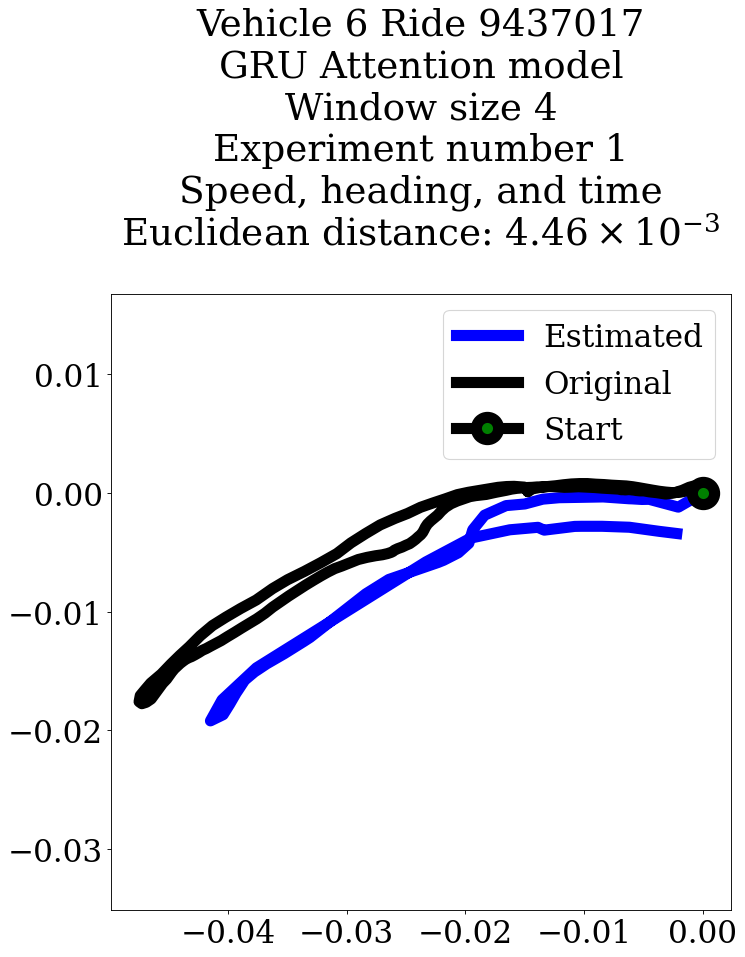 Vehicle 6 Ride 9437017
GRU Attention model
Window size 4
Experiment number 1
Speed, heading, and time
Euclidean distance: 4.46 × 10⁻³
Estimated
Original
Start
0.01
0.00
−0.01
−0.02
−0.03
−0.04 −0.03 −0.02 −0.01 0.00